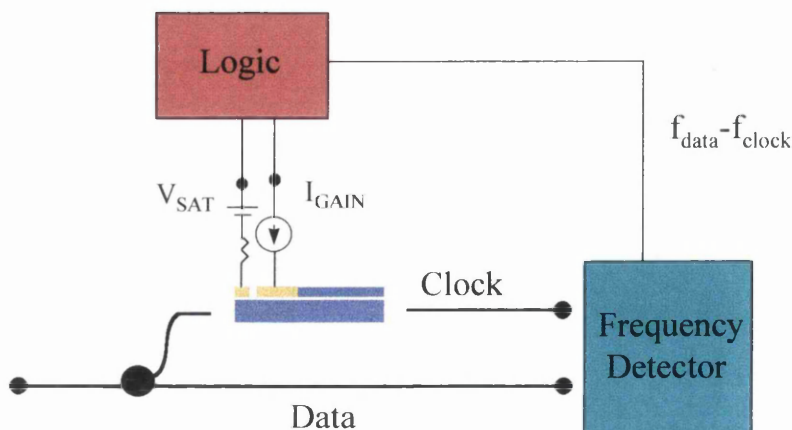 Logic
f_data-f_clock
V_SAT
I_GAIN
Clock
Frequency
Detector
Data